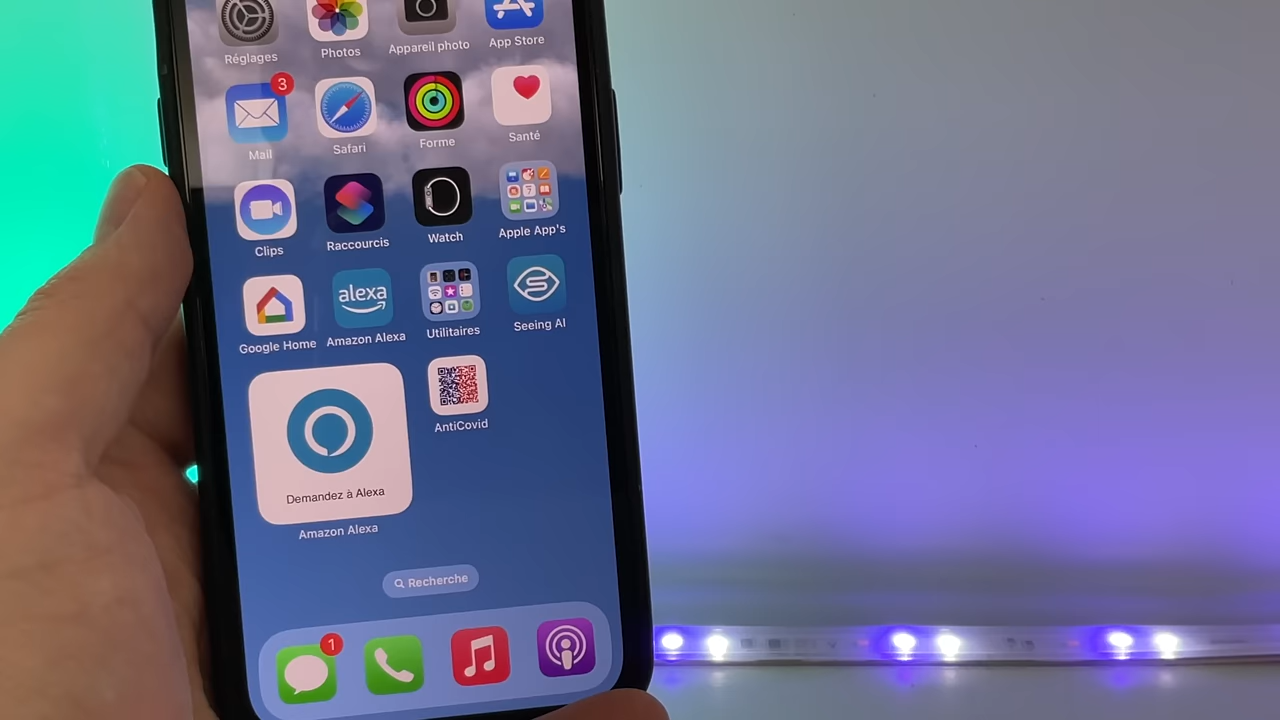 Réglages
Photos
Appareil photo
App Store
3
Mail
Safari
Forme
Santé
Clips
Raccourcis
Watch
Apple App's
alexa
Google Home
Amazon Alexa
Utilitaires
Seeing AI
Demandez à Alexa
AntiCovid
Amazon Alexa
Recherche
1